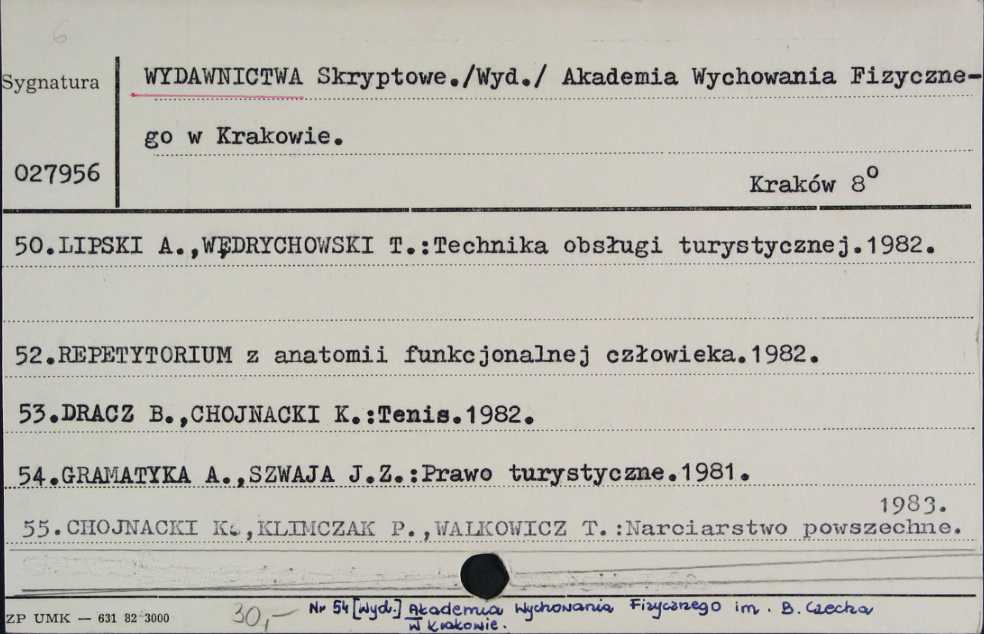 6
WYDAWNICTWA Skryptowe./Wyd./ Akademia Wychowania Fizyczne-
Sygnatura
go w Krakowie.
027956
Kraków 8⁰
50.LIPSKI A.,WĘDRYCHOWSKI T.:Technika obsługi turystycznej.1982.
52.REPETYTORIUM z anatomii funkcjonalnej człowieka.1982.
53.DRACZ B.,CHOJNACKI K.:Tenis.1982.
54.GRAMATYKA A.,SZWAJA J.Z.:Prawo turystyczne.1981.
1983.
55.CHOJNACKI K.,KLIMCZAK P.,WALKOWICZ T.:Narciarstwo powszechne.
ZP UMK — 631 82 3000
30,-
Nr 54 [Wyd.] Akademia Wychowania Fizycznego im. B. Czecha
w Krakowie.